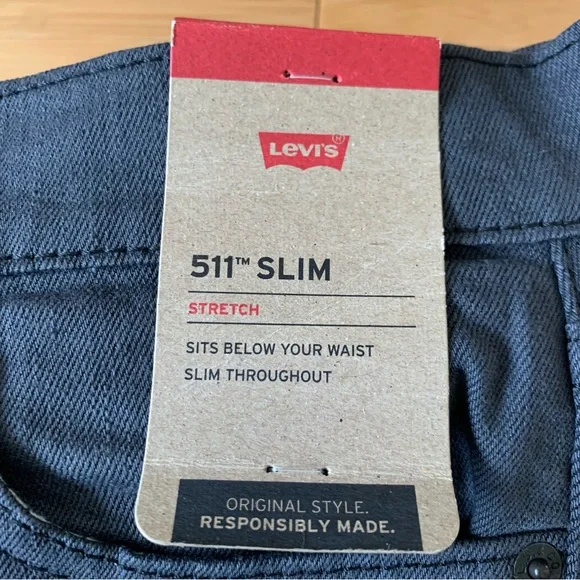 Levi's®
511™ SLIM
STRETCH
SITS BELOW YOUR WAIST
SLIM THROUGHOUT
ORIGINAL STYLE.
RESPONSIBLY MADE.